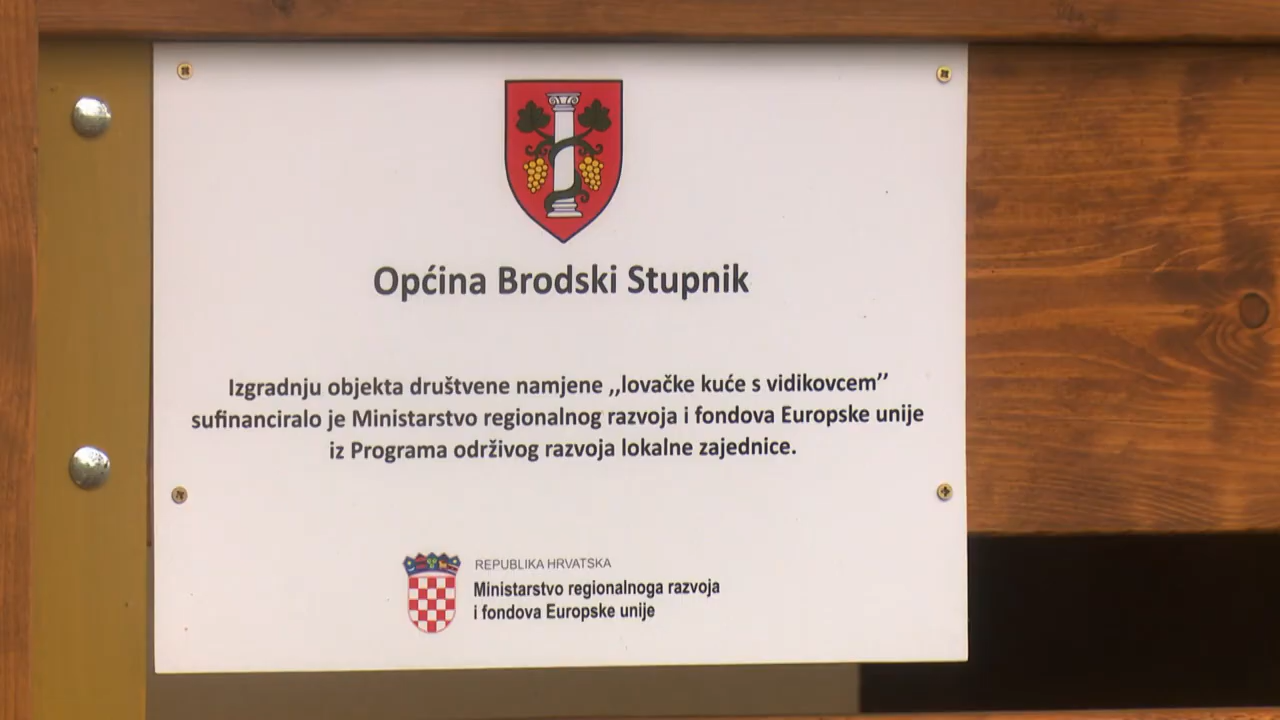 Općina Brodski Stupnik
Izgradnju objekta društvene namjene ,,lovačke kuće s vidikovcem’’
sufinanciralo je Ministarstvo regionalnog razvoja i fondova Europske unije
iz Programa održivog razvoja lokalne zajednice.
REPUBLIKA HRVATSKA
Ministarstvo regionalnoga razvoja
i fondova Europske unije